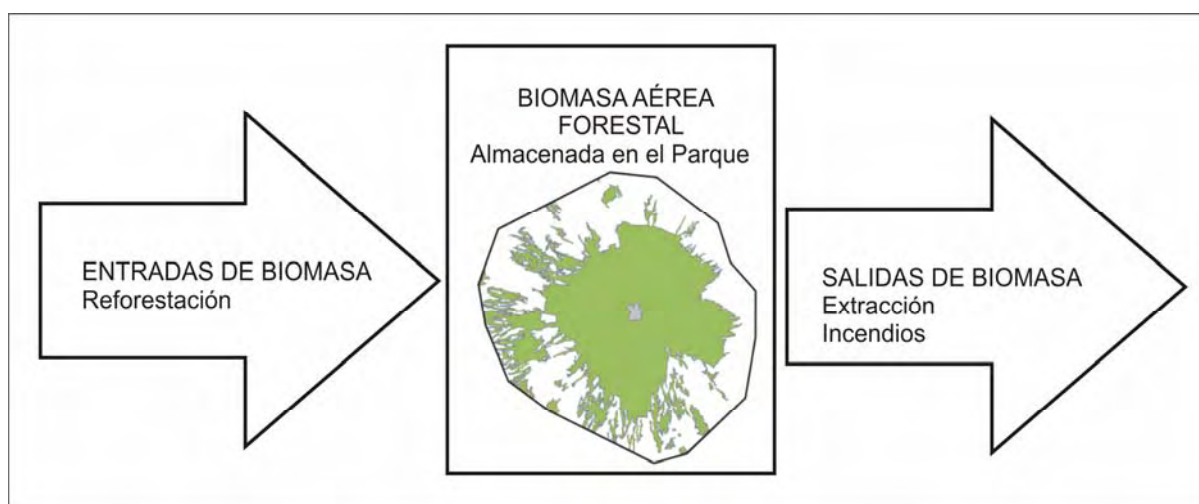 ENTRADAS DE BIOMASA
Reforestación
BIOMASA AÉREA
FORESTAL
Almacenada en el Parque
SALIDAS DE BIOMASA
Extracción
Incendios